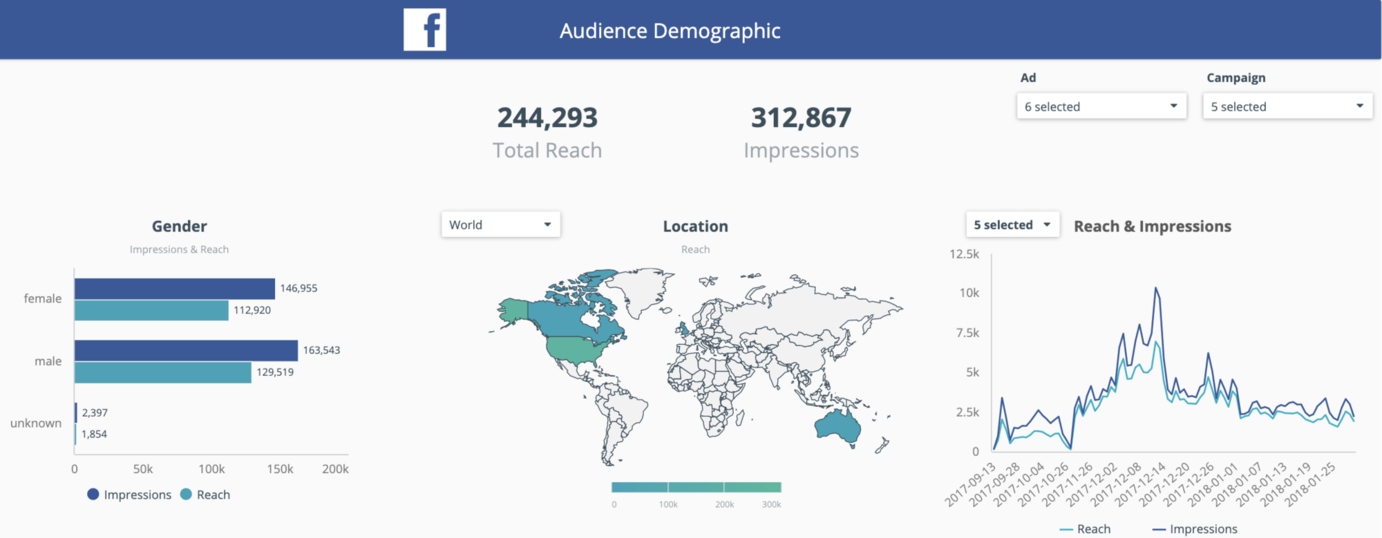 f
Audience Demographic
Ad
Campaign
6 selected
5 selected
244,293
Total Reach
312,867
Impressions
Gender
Impressions & Reach
female
146,955
112,920
male
163,543
129,519
unknown
2,397
1,854
0
50k
100k
150k
200k
Impressions
Reach
World
Location
Reach
0
100k
200k
300k
5 selected
Reach & Impressions
12.5k
10k
7.5k
5k
2.5k
0
2017-09-13
2017-09-28
2017-10-04
2017-10-26
2017-11-26
2017-12-02
2017-12-08
2017-12-14
2017-12-20
2017-12-26
2018-01-01
2018-01-07
2018-01-13
2018-01-19
2018-01-25
Reach
Impressions